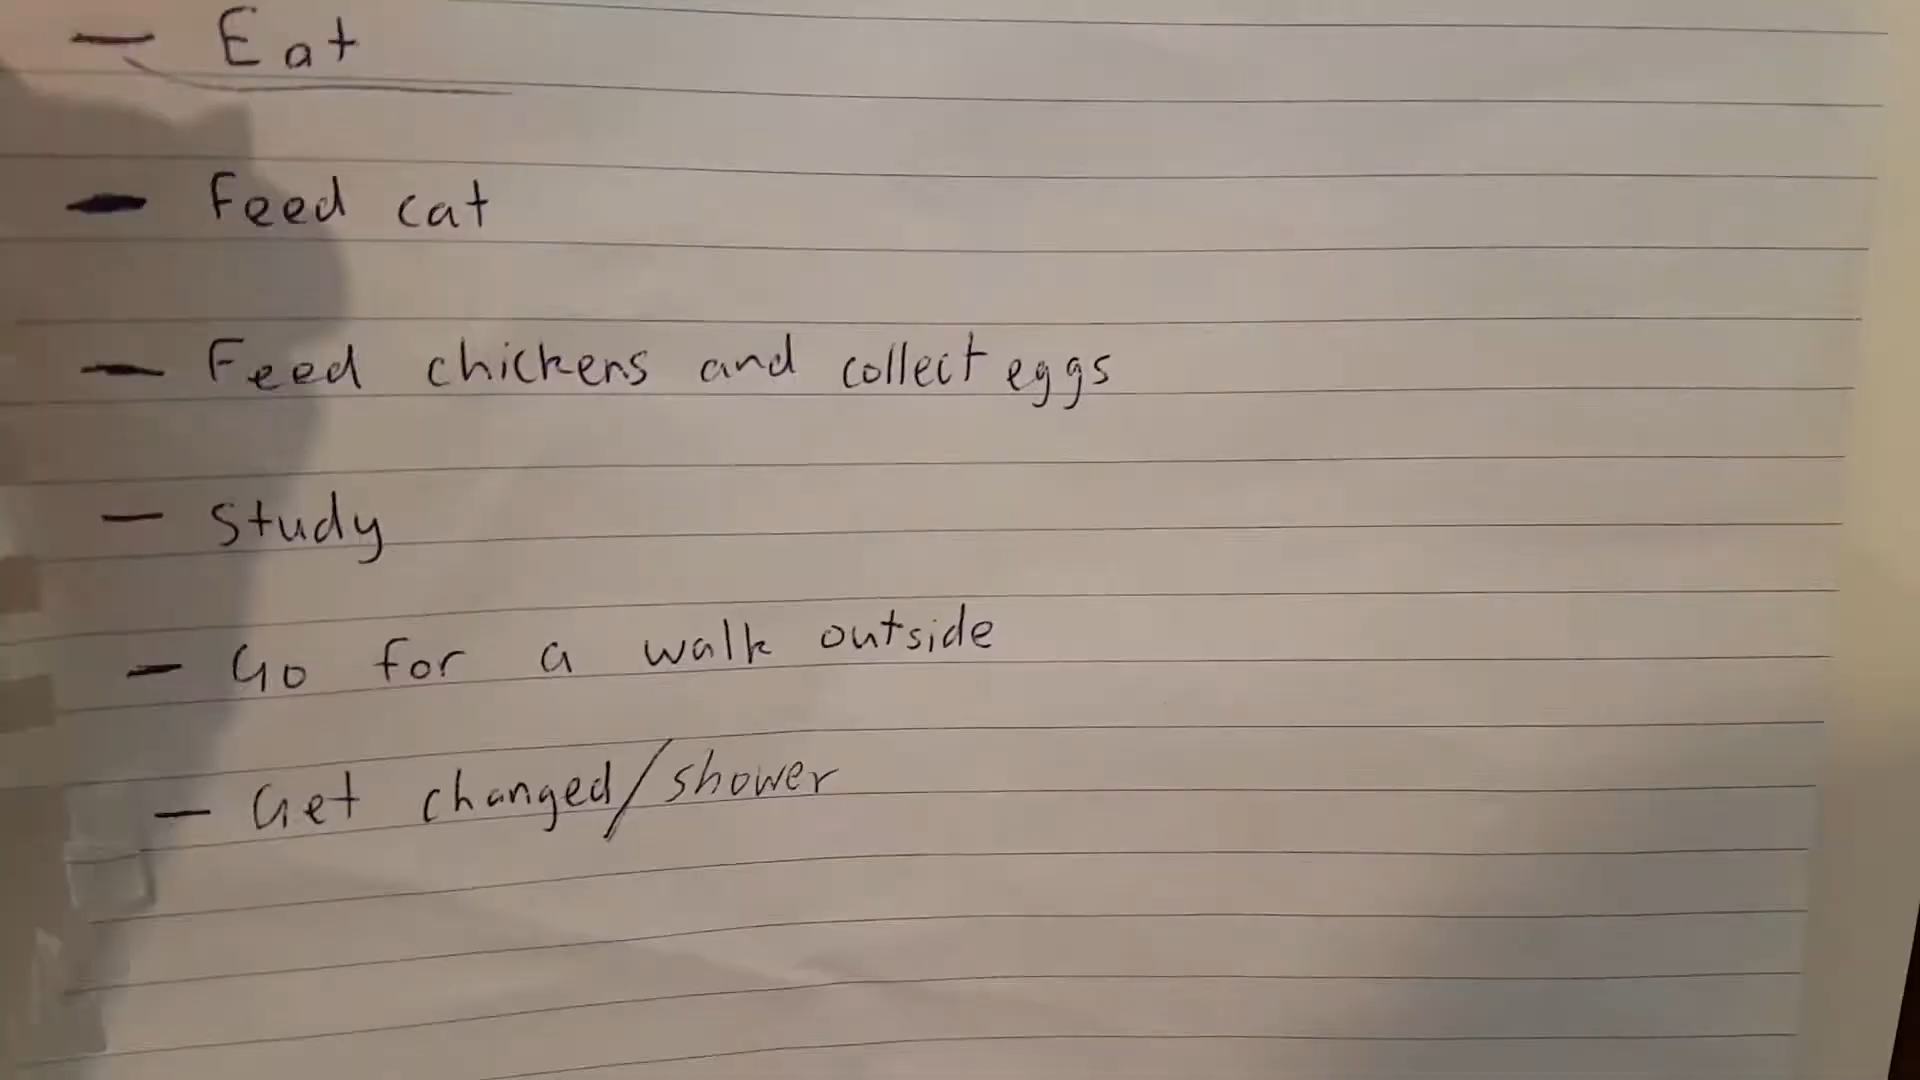 - Eat
- Feed cat
- Feed chickens and collect eggs
- Study
- Go for a walk outside
- Get changed/shower